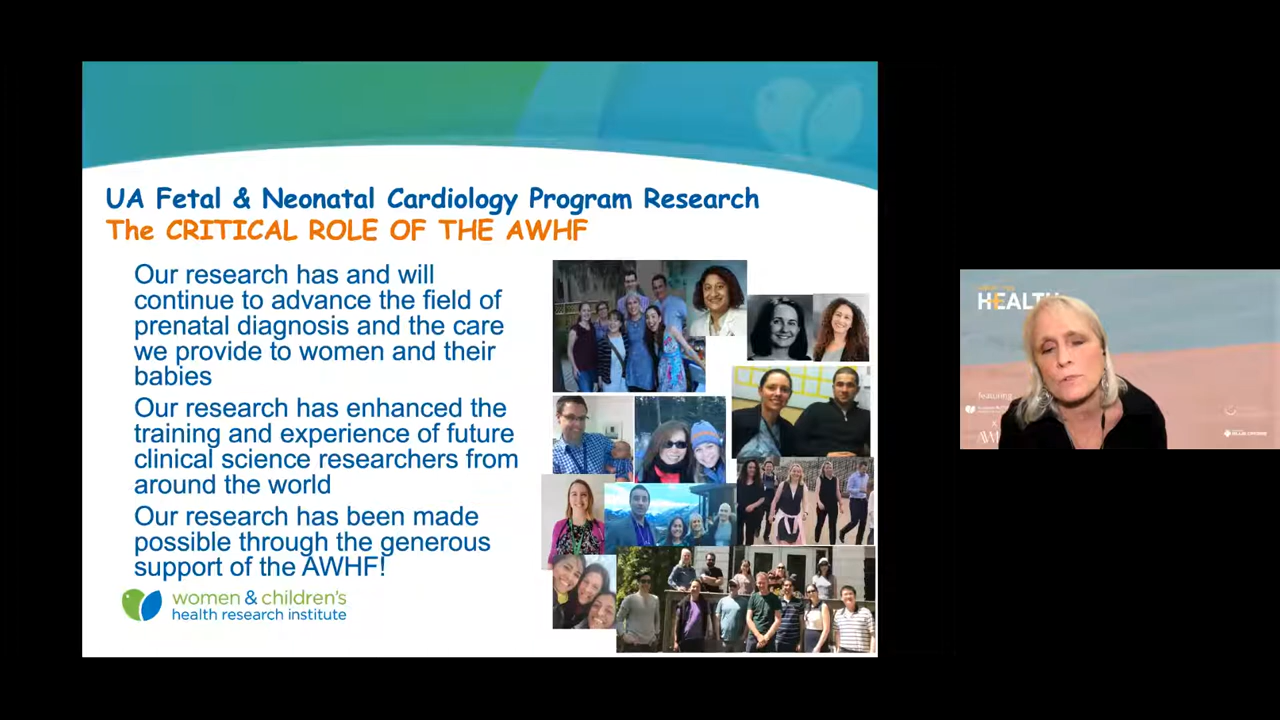 UA Fetal & Neonatal Cardiology Program Research
The CRITICAL ROLE OF THE AWHF
Our research has and will
continue to advance the field of
prenatal diagnosis and the care
we provide to women and their
babies
Our research has enhanced the
training and experience of future
clinical science researchers from
around the world
Our research has been made
possible through the generous
support of the AWHF!
women & children's
health research institute
HEALTH
featuring